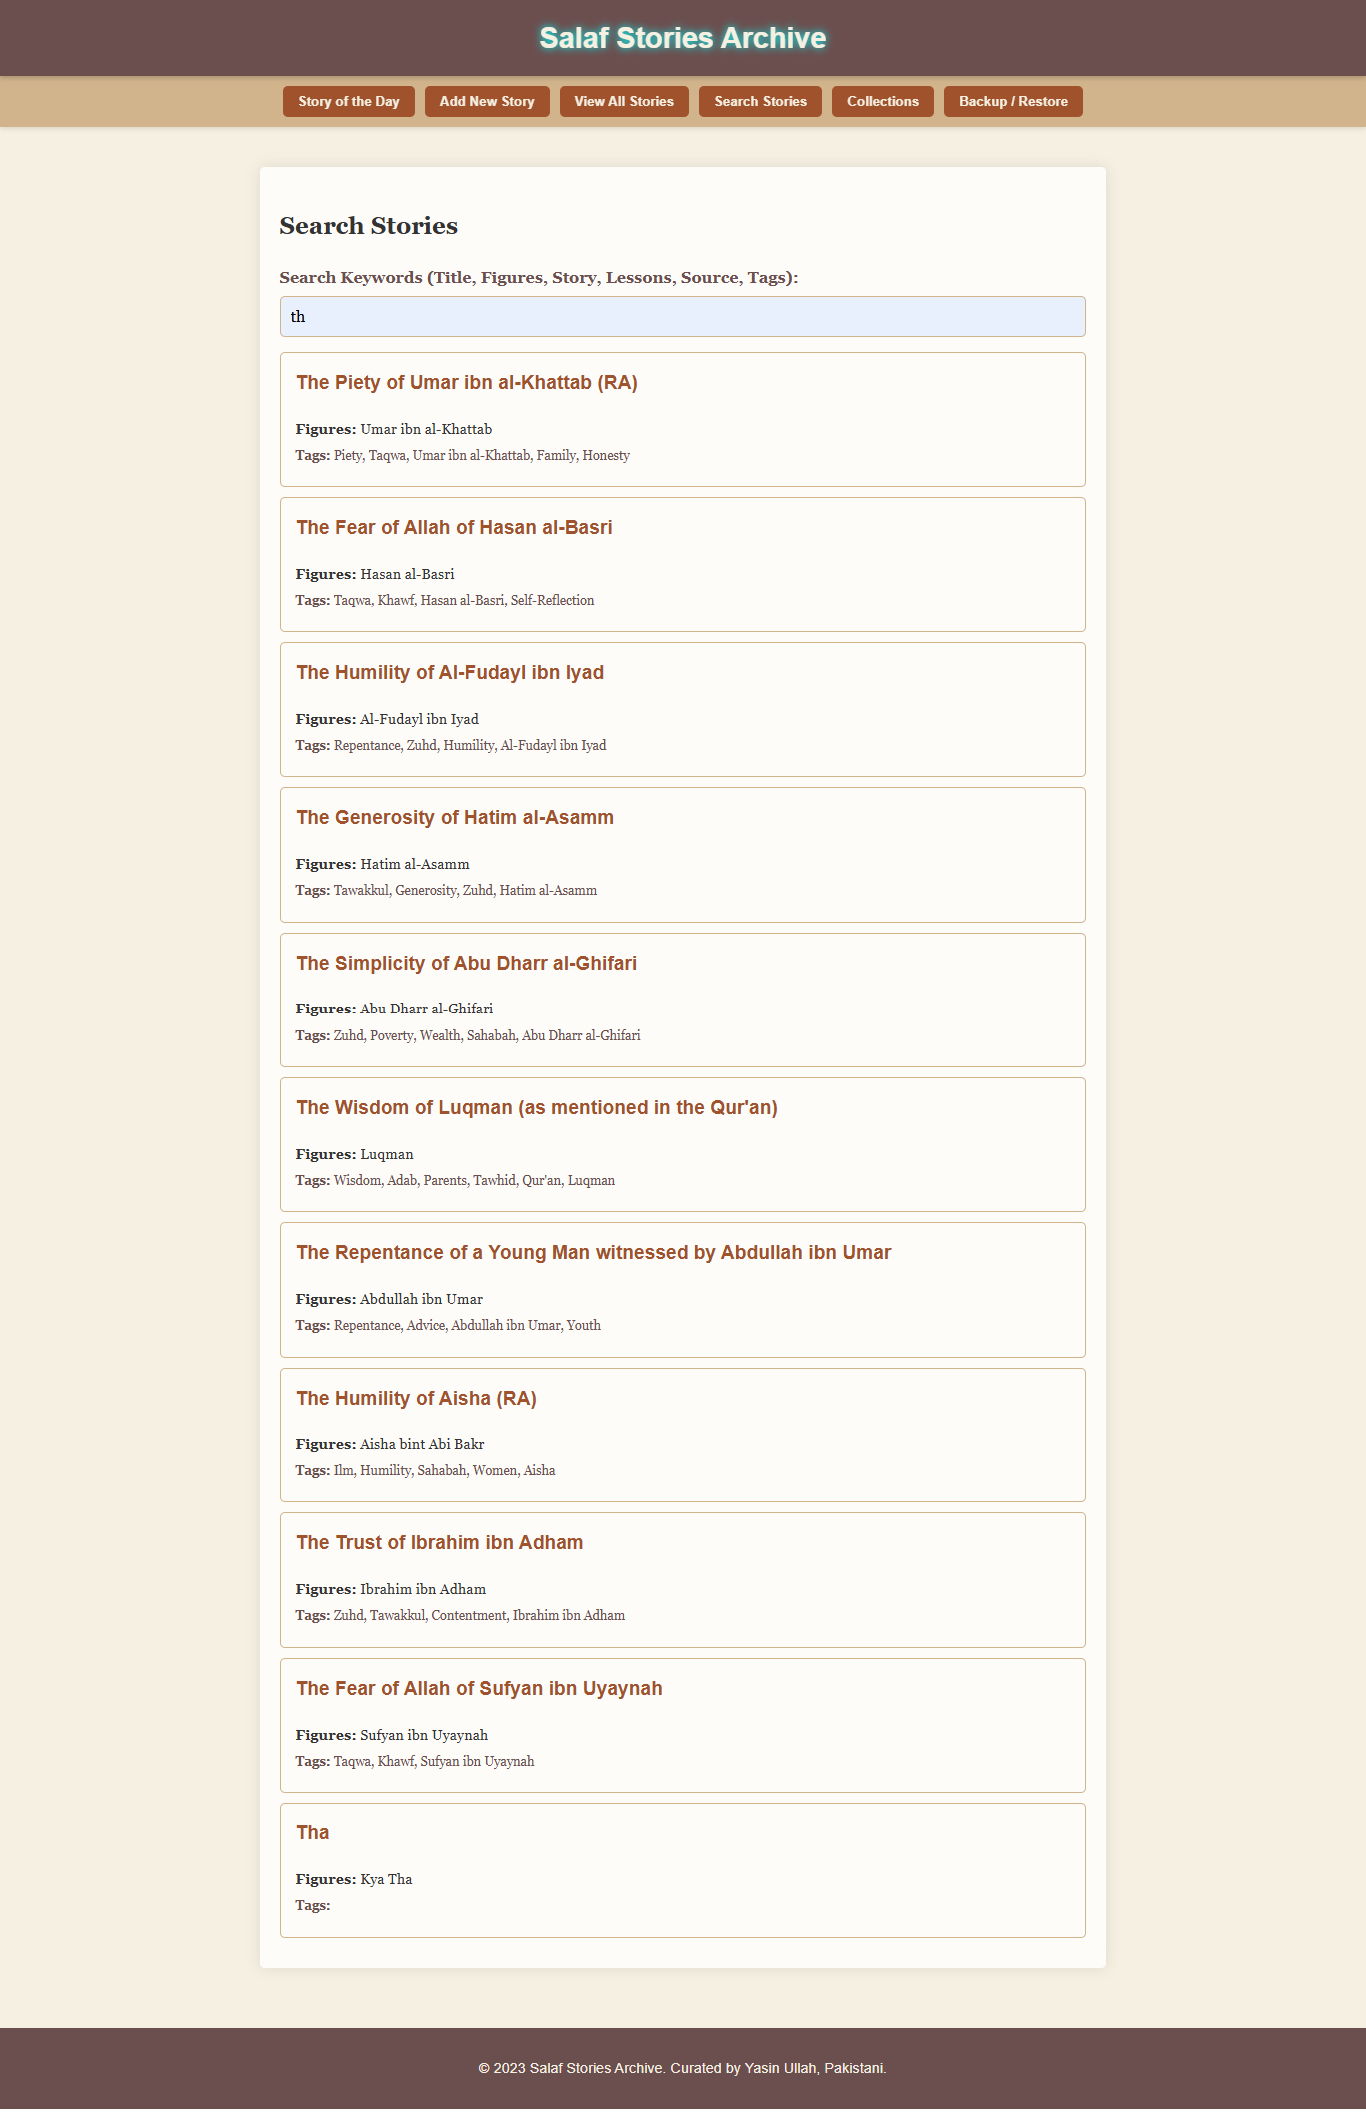 Salaf Stories Archive
Story of the Day
Add New Story
View All Stories
Search Stories
Collections
Backup / Restore
Search Stories
Search Keywords (Title, Figures, Story, Lessons, Source, Tags):
th
The Piety of Umar ibn al-Khattab (RA)
Figures: Umar ibn al-Khattab
Tags: Piety, Taqwa, Umar ibn al-Khattab, Family, Honesty
The Fear of Allah of Hasan al-Basri
Figures: Hasan al-Basri
Tags: Taqwa, Khawf, Hasan al-Basri, Self-Reflection
The Humility of Al-Fudayl ibn Iyad
Figures: Al-Fudayl ibn Iyad
Tags: Repentance, Zuhd, Humility, Al-Fudayl ibn Iyad
The Generosity of Hatim al-Asamm
Figures: Hatim al-Asamm
Tags: Tawakkul, Generosity, Zuhd, Hatim al-Asamm
The Simplicity of Abu Dharr al-Ghifari
Figures: Abu Dharr al-Ghifari
Tags: Zuhd, Poverty, Wealth, Sahabah, Abu Dharr al-Ghifari
The Wisdom of Luqman (as mentioned in the Qur'an)
Figures: Luqman
Tags: Wisdom, Adab, Parents, Tawhid, Qur'an, Luqman
The Repentance of a Young Man witnessed by Abdullah ibn Umar
Figures: Abdullah ibn Umar
Tags: Repentance, Advice, Abdullah ibn Umar, Youth
The Humility of Aisha (RA)
Figures: Aisha bint Abi Bakr
Tags: Ilm, Humility, Sahabah, Women, Aisha
The Trust of Ibrahim ibn Adham
Figures: Ibrahim ibn Adham
Tags: Zuhd, Tawakkul, Contentment, Ibrahim ibn Adham
The Fear of Allah of Sufyan ibn Uyaynah
Figures: Sufyan ibn Uyaynah
Tags: Taqwa, Khawf, Sufyan ibn Uyaynah
Tha
Figures: Kya Tha
Tags:
© 2023 Salaf Stories Archive. Curated by Yasin Ullah, Pakistani.